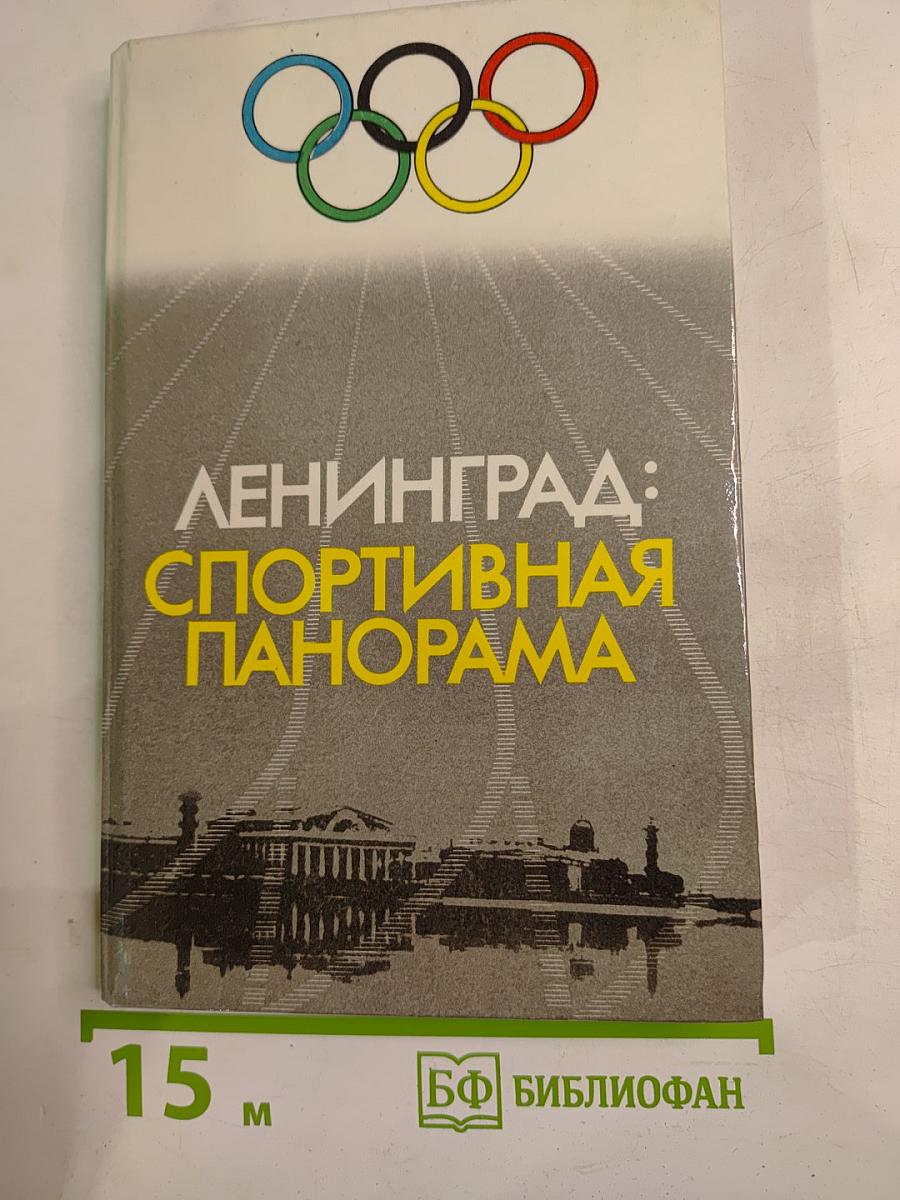 ЛЕНИНГРАД:
СПОРТИВНАЯ
ПАНОРАМА
15 м
БФ БИБЛИОФАН